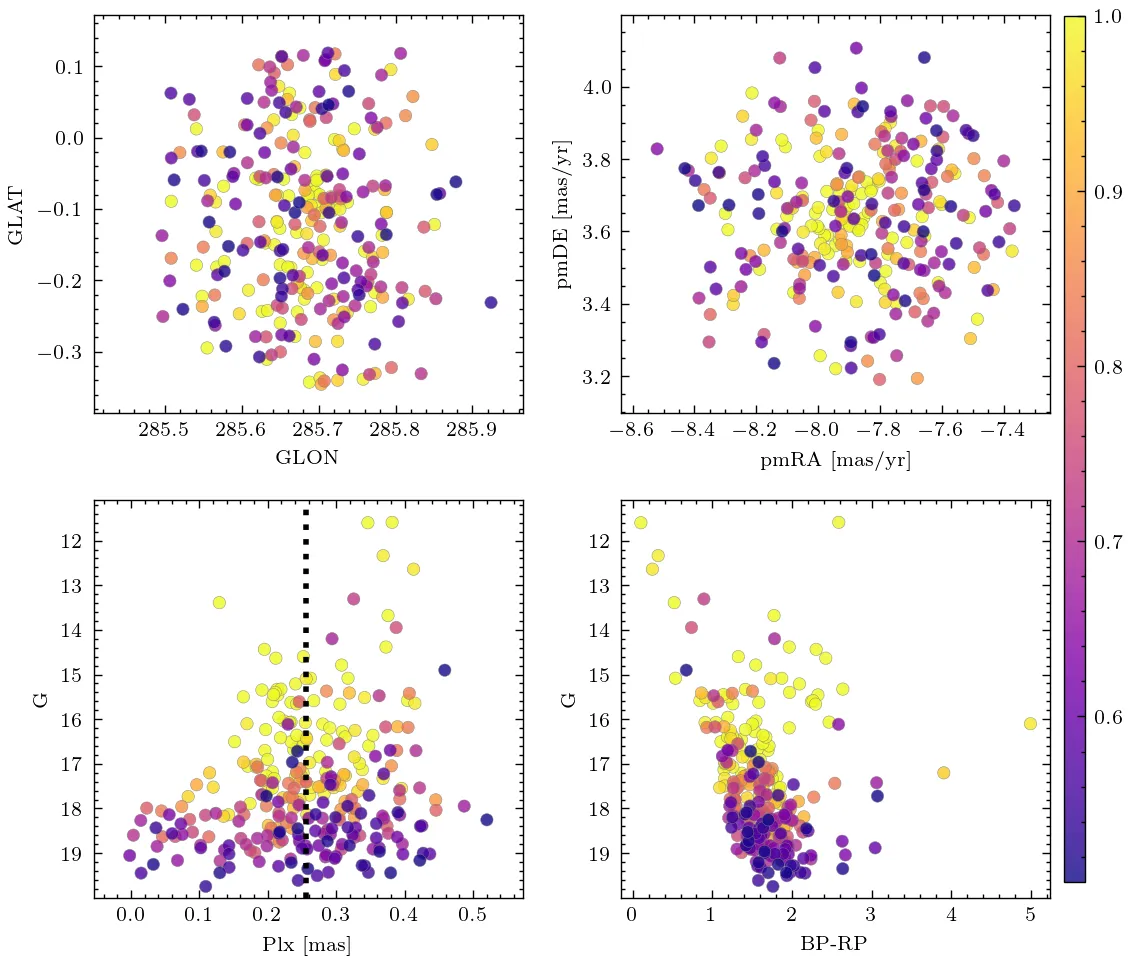 0.1
0.0
−0.1
−0.2
−0.3
GLAT
285.5 285.6 285.7 285.8 285.9
GLON
4.0
3.8
3.6
3.4
3.2
pmDE [mas/yr]
−8.6 −8.4 −8.2 −8.0 −7.8 −7.6 −7.4
pmRA [mas/yr]
1.0
0.9
0.8
0.7
0.6
12
13
14
15
16
17
18
19
G
0.0 0.1 0.2 0.3 0.4 0.5
Plx [mas]
12
13
14
15
16
17
18
19
G
0 1 2 3 4 5
BP-RP